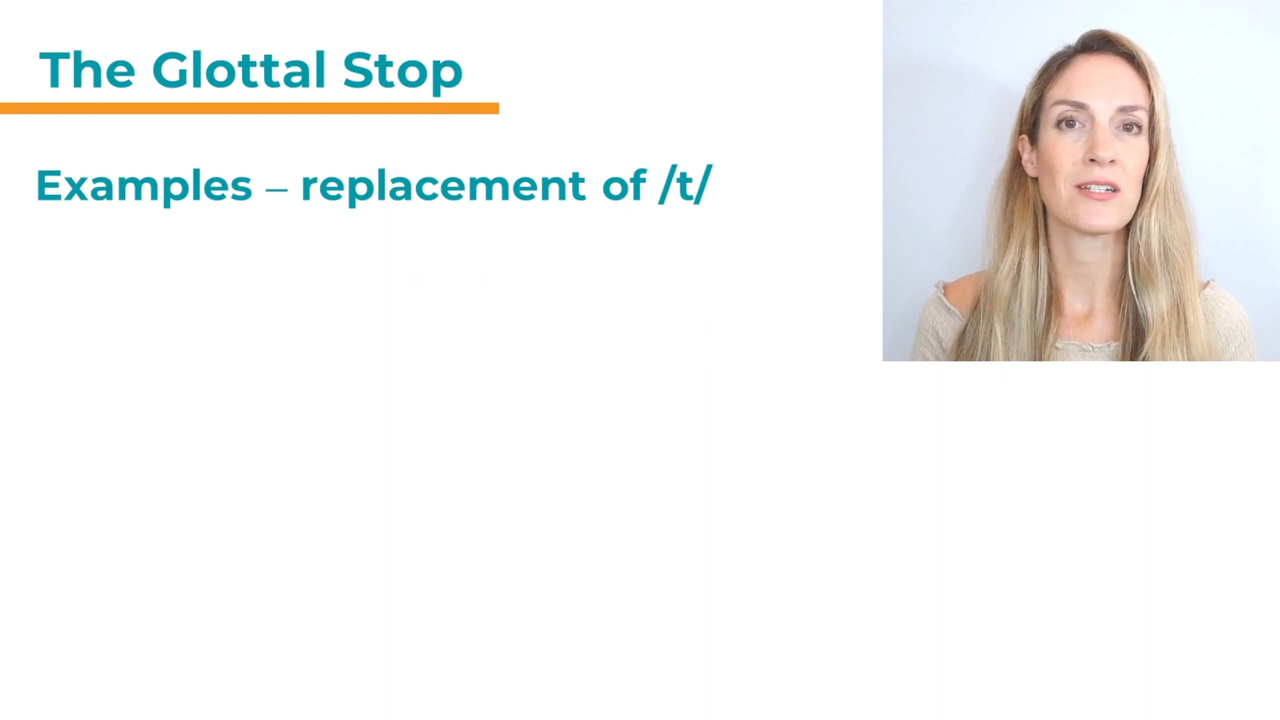 The Glottal Stop
Examples – replacement of /t/